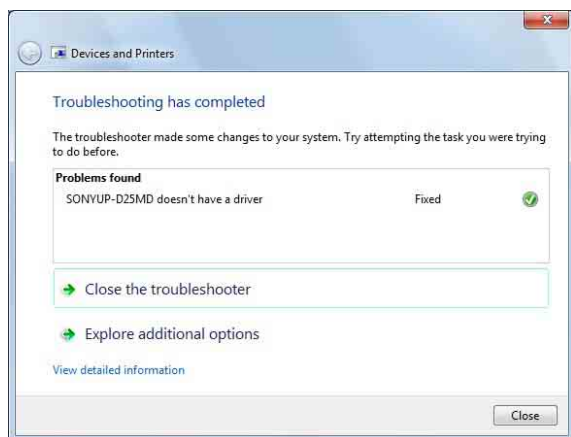 Devices and Printers
Troubleshooting has completed
The troubleshooter made some changes to your system. Try attempting the task you were trying
to do before.
Problems found
SONYUP-D25MD doesn't have a driver Fixed
Close the troubleshooter
Explore additional options
View detailed information
Close